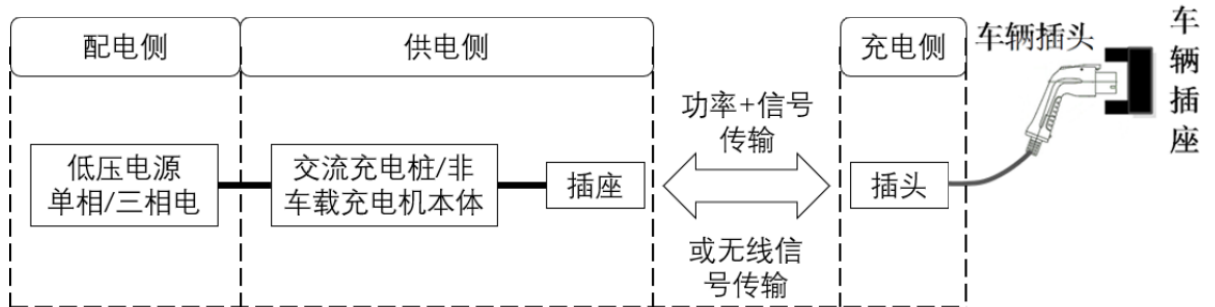 配电侧
供电侧
充电侧
车辆插头
车辆插座
低压电源
单相/三相电
交流充电桩/非
车载充电机本体
插座
功率+信号
传输
或无线信
号传输
插头